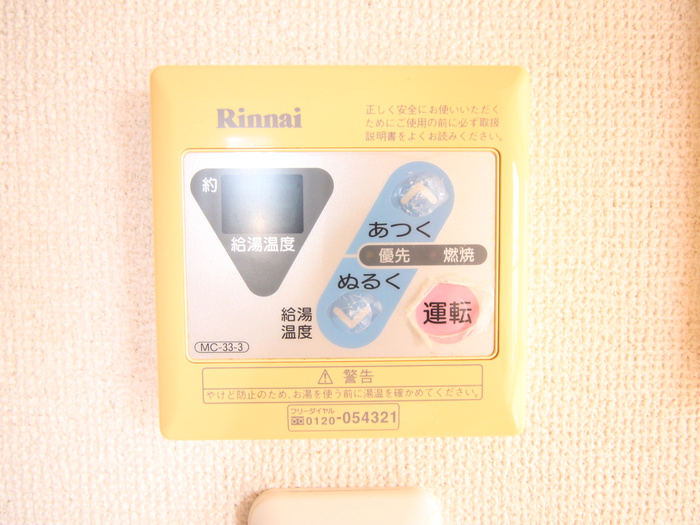 Rinnai
正しく安全にお使いいただく
ためにご使用の前に必ず取扱
説明書をよくお読みください。
約
給湯温度
あつく
優先 燃焼
ぬるく
給湯
温度
運転
MC-33-3
⚠ 警告
やけど防止のため、お湯を使う前に湯温を確かめてください。
フリーダイヤル
0120-054321